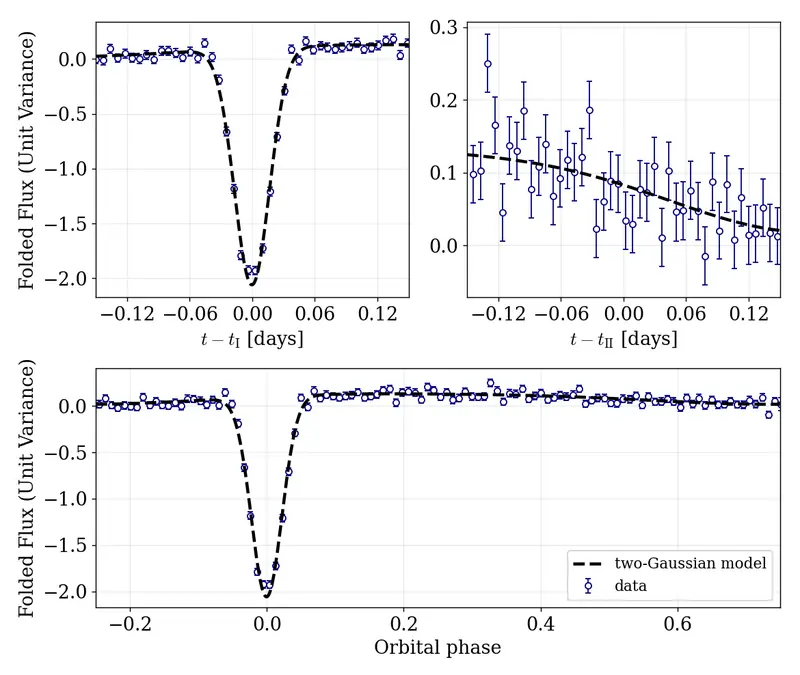 Folded Flux (Unit Variance)
0.0
−0.5
−1.0
−1.5
−2.0
−0.12 −0.06 0.00 0.06 0.12
t − tI [days]
0.3
0.2
0.1
0.0
−0.12 −0.06 0.00 0.06 0.12
t − tII [days]
Folded Flux (Unit Variance)
0.0
−0.5
−1.0
−1.5
−2.0
two-Gaussian model
data
−0.2 0.0 0.2 0.4 0.6
Orbital phase